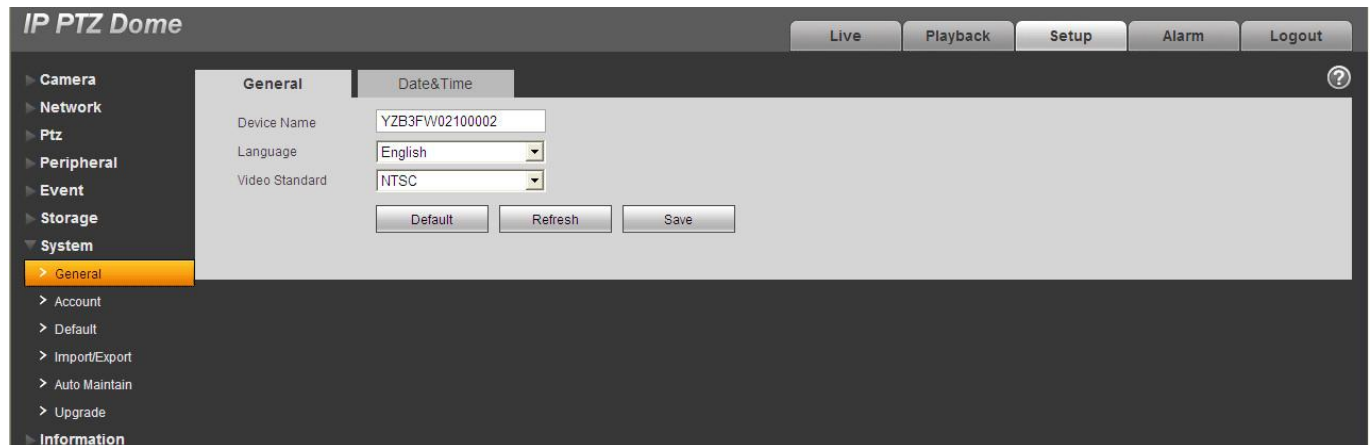 IP PTZ Dome
Live Playback Setup Alarm Logout
Camera
Network
Ptz
Peripheral
Event
Storage
System
> General
> Account
> Default
> Import/Export
> Auto Maintain
> Upgrade
Information
General Date&Time ?
Device Name YZB3FW02100002
Language English
Video Standard NTSC
Default Refresh Save